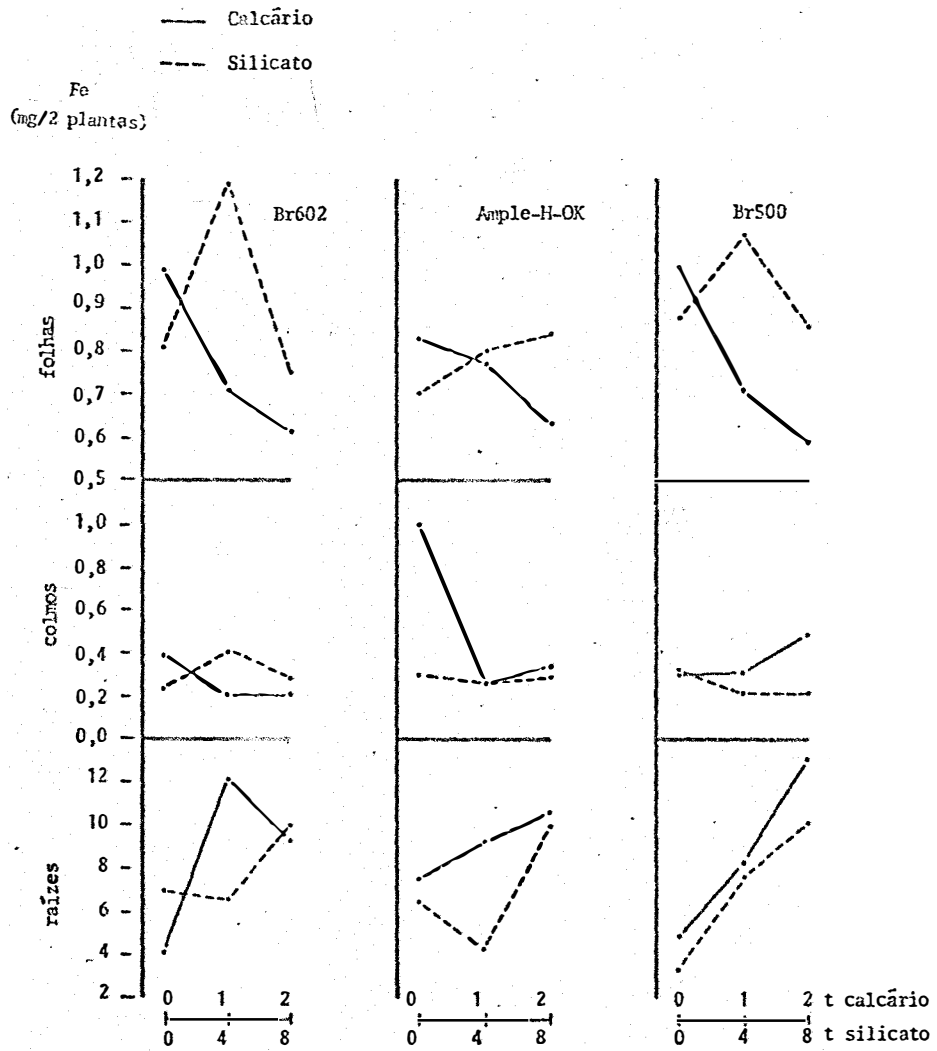 Calcário
Silicato
Fe
(mg/2 plantas)
Br602
Ample-H-OK
Br500
folhas
1,2
1,1
1,0
0,9
0,8
0,7
0,6
0,5
colmos
1,0
0,8
0,6
0,4
0,2
0,0
raízes
12
10
8
6
4
2
0 1 2 0 1 2 0 1 2 t calcário
0 4 8 0 4 8 0 4 8 t silicato